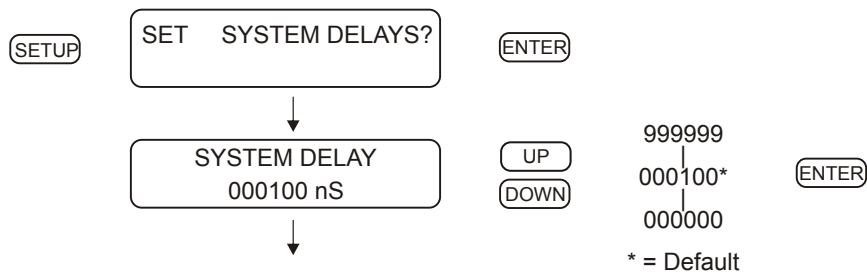 SETUP
SET SYSTEM DELAYS?
ENTER
SYSTEM DELAY
000100 nS
UP
DOWN
999999
000100*
000000
ENTER
* = Default